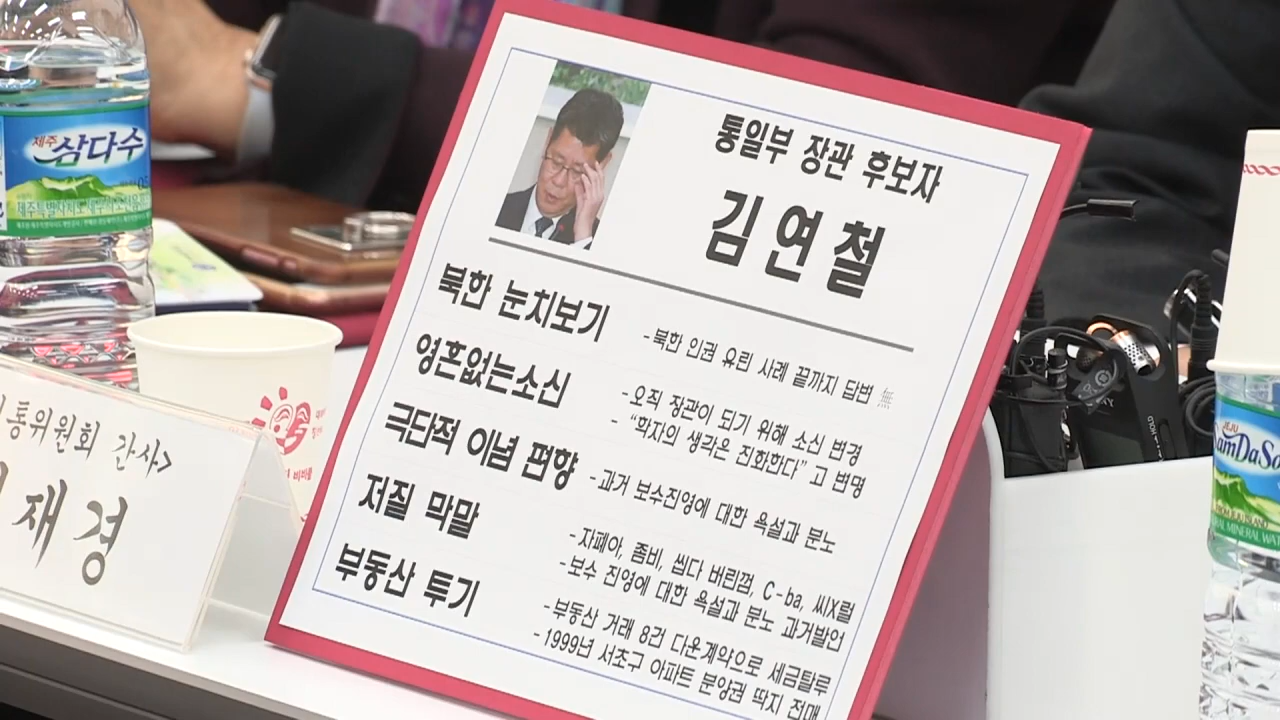 제주 삼다수
통일부 장관 후보자
김연철
북한 눈치보기
-북한 인권 유린 사례 끝까지 답변 無
영혼없는소신
-오직 장관이 되기 위해 소신 변경
-“학자의 생각은 진화한다” 고 변명
극단적 이념 편향
-과거 보수진영에 대한 욕설과 분노
저질 막말
-자폐아, 좀비, 씹다 버린껌, C-ba, 씨X럴
-보수 진영에 대한 욕설과 분노 과거발언
부동산 투기
-부동산 거래 8건 다운계약으로 세금탈루
-1999년 서초구 아파트 분양권 딱지 전매
통위원회 간사>
재경
HOLD
JEJU
SamDaSo